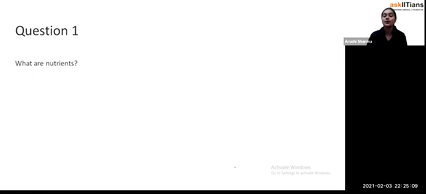 askIITians
Question 1
What are nutrients?
Activate Windows
Go to Settings to activate Windows.
2021-02-03 22:25:09